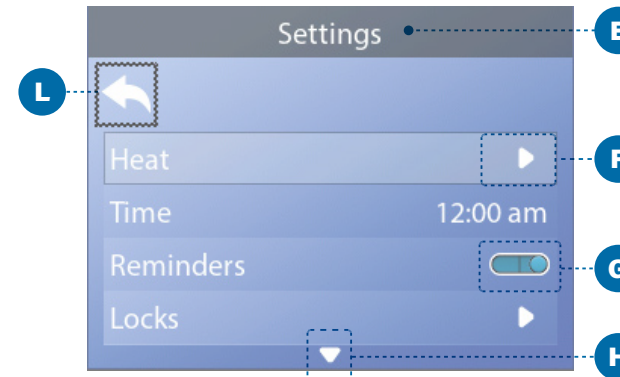 Settings E
L
Heat F
Time 12:00 am
Reminders G
Locks
H